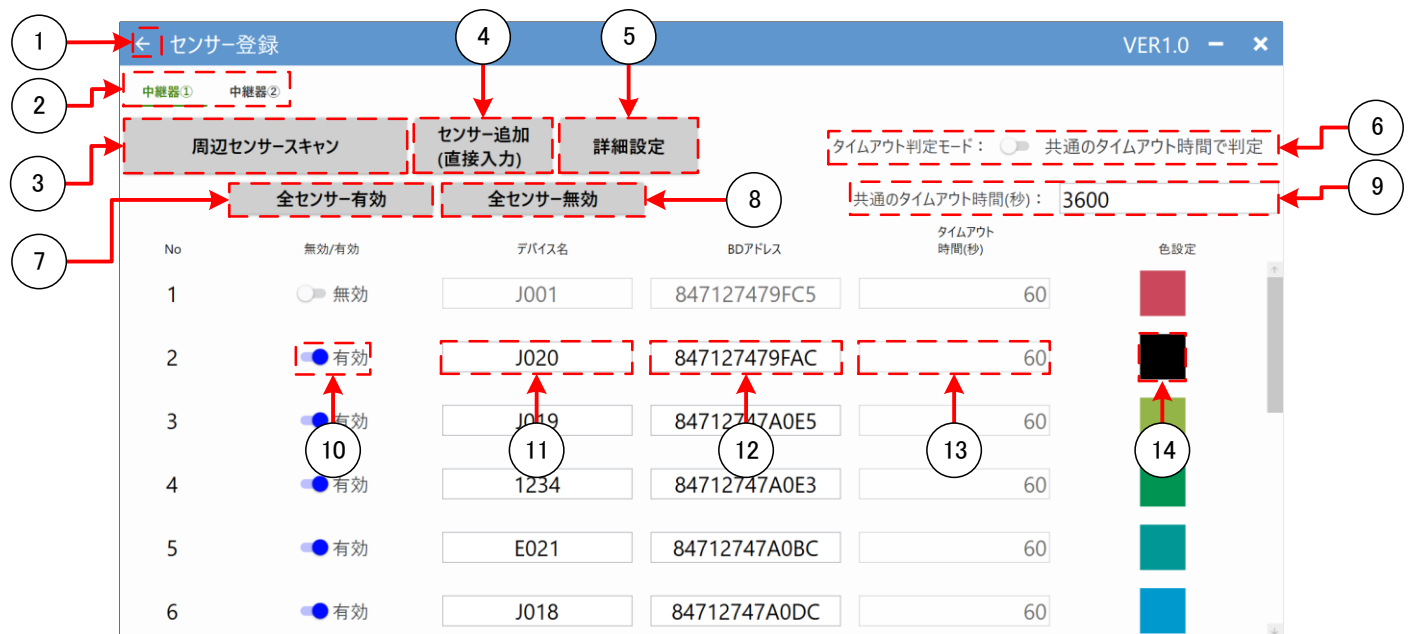 1
← センサー登録
4
5
VER1.0 − ×
2
中継器① 中継器②
3
周辺センサースキャン
センサー追加
(直接入力)
詳細設定
タイムアウト判定モード： 共通のタイムアウト時間で判定
6
7
全センサー有効
全センサー無効
8
共通のタイムアウト時間(秒)： 3600
9
No 無効/有効 デバイス名 BDアドレス タイムアウト
時間(秒) 色設定
1 無効 J001 847127479FC5 60
2 有効 J020 847127479FAC 60
3 有効 J019 84712747A0E5 60
10 11 12 13 14
4 有効 1234 84712747A0E3 60
5 有効 E021 84712747A0BC 60
6 有効 J018 84712747A0DC 60